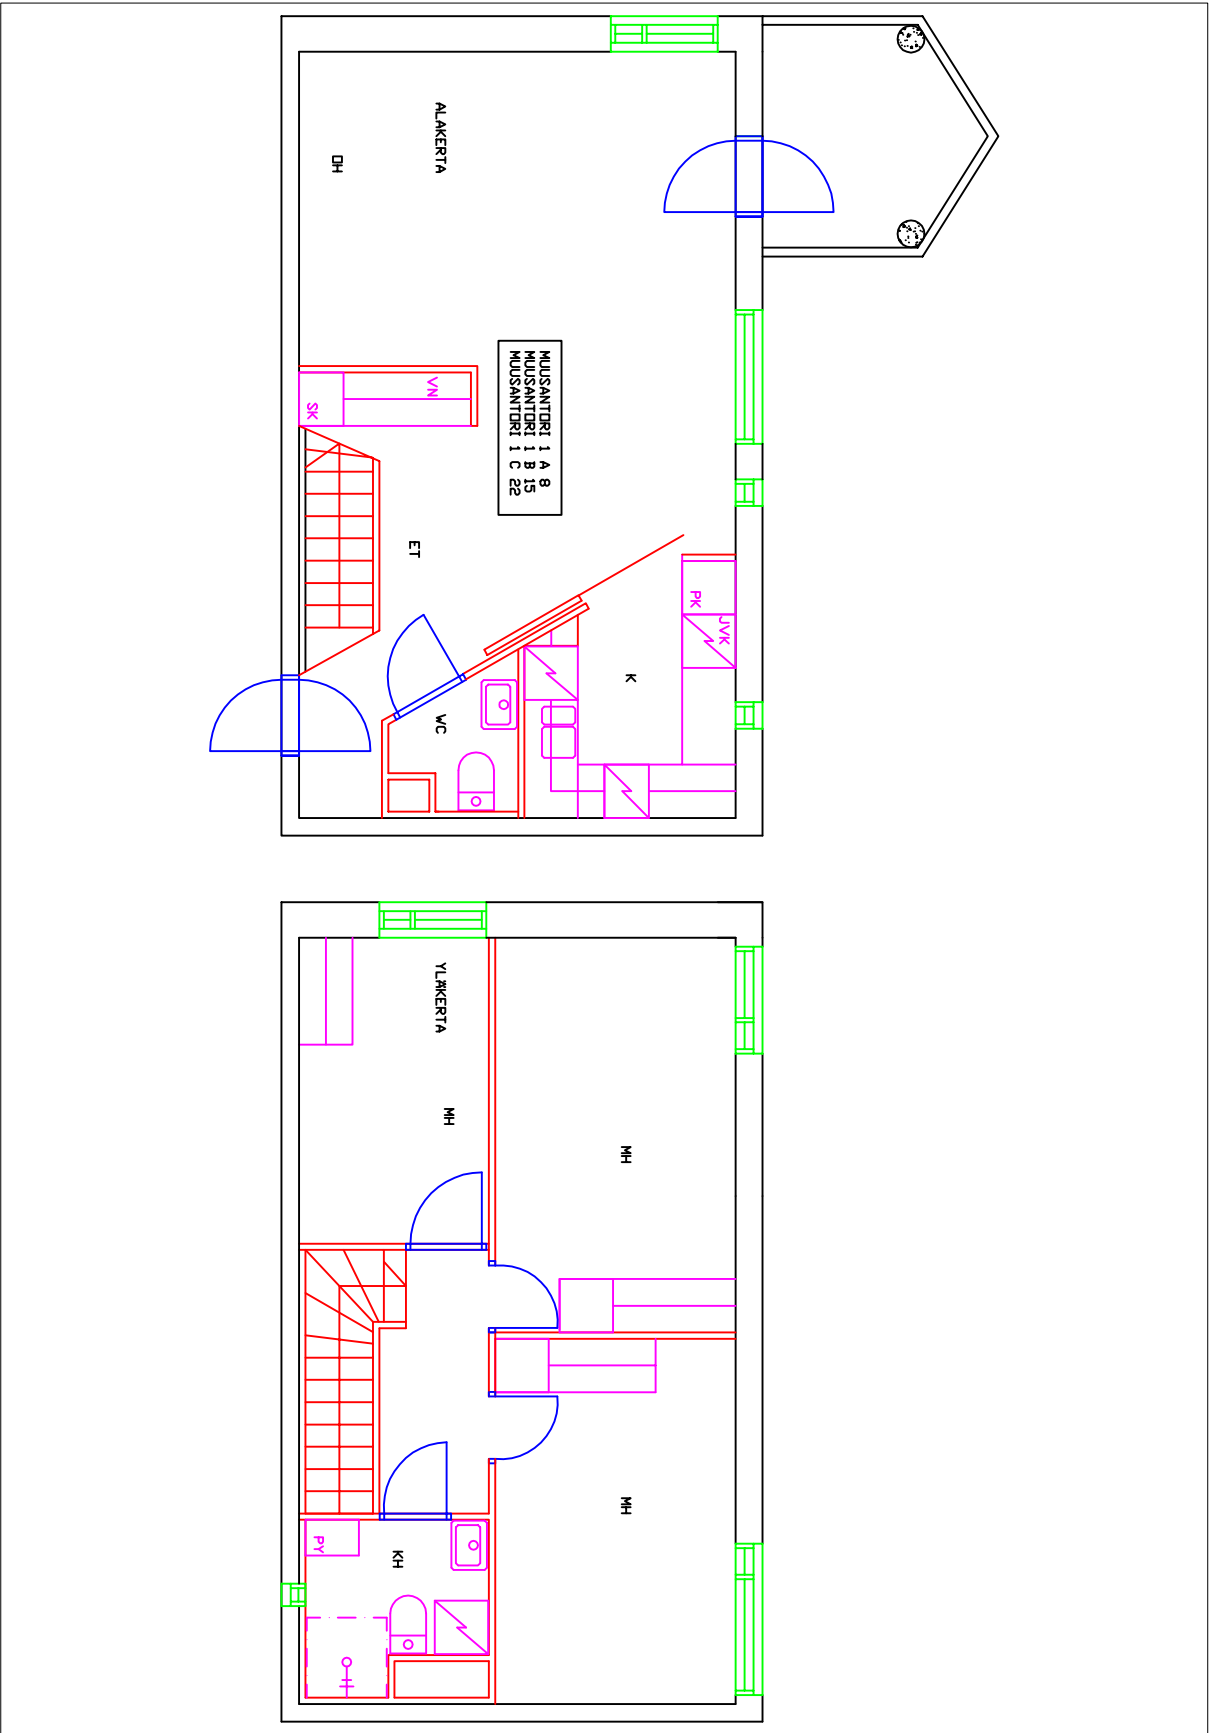 ALAKERTA
OH
MUUSANTORI 1 A 8
MUUSANTORI 1 B 15
MUUSANTORI 1 C 22
VN
SK
ET
PK
JVK
K
WC
YLÄKERTA
MH
MH
MH
KH
PY